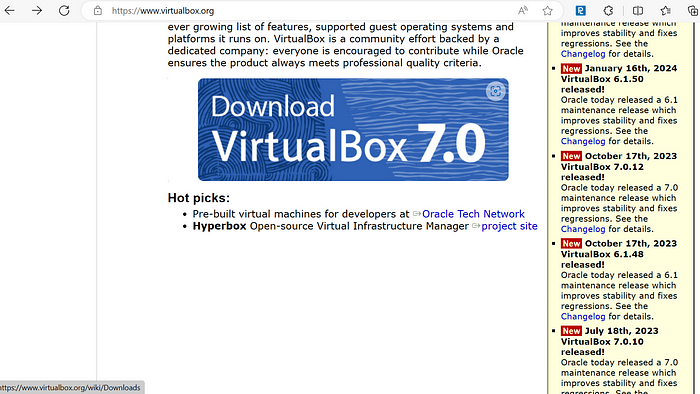 https://www.virtualbox.org
ever growing list of features, supported guest operating systems and
platforms it runs on. VirtualBox is a community effort backed by a
dedicated company: everyone is encouraged to contribute while Oracle
ensures the product always meets professional quality criteria.
Download
VirtualBox 7.0
Hot picks:
• Pre-built virtual machines for developers at Oracle Tech Network
• Hyperbox Open-source Virtual Infrastructure Manager project site
maintenance release which
improves stability and fixes
regressions. See the
Changelog for details.
New January 16th, 2024
VirtualBox 6.1.50
released!
Oracle today released a 6.1
maintenance release which
improves stability and fixes
regressions. See the
Changelog for details.
New October 17th, 2023
VirtualBox 7.0.12
released!
Oracle today released a 7.0
maintenance release which
improves stability and fixes
regressions. See the
Changelog for details.
New October 17th, 2023
VirtualBox 6.1.48
released!
Oracle today released a 6.1
maintenance release which
improves stability and fixes
regressions. See the
Changelog for details.
New July 18th, 2023
VirtualBox 7.0.10
released!
Oracle today released a 7.0
maintenance release which
improves stability and fixes
regressions. See the
https://www.virtualbox.org/wiki/Downloads